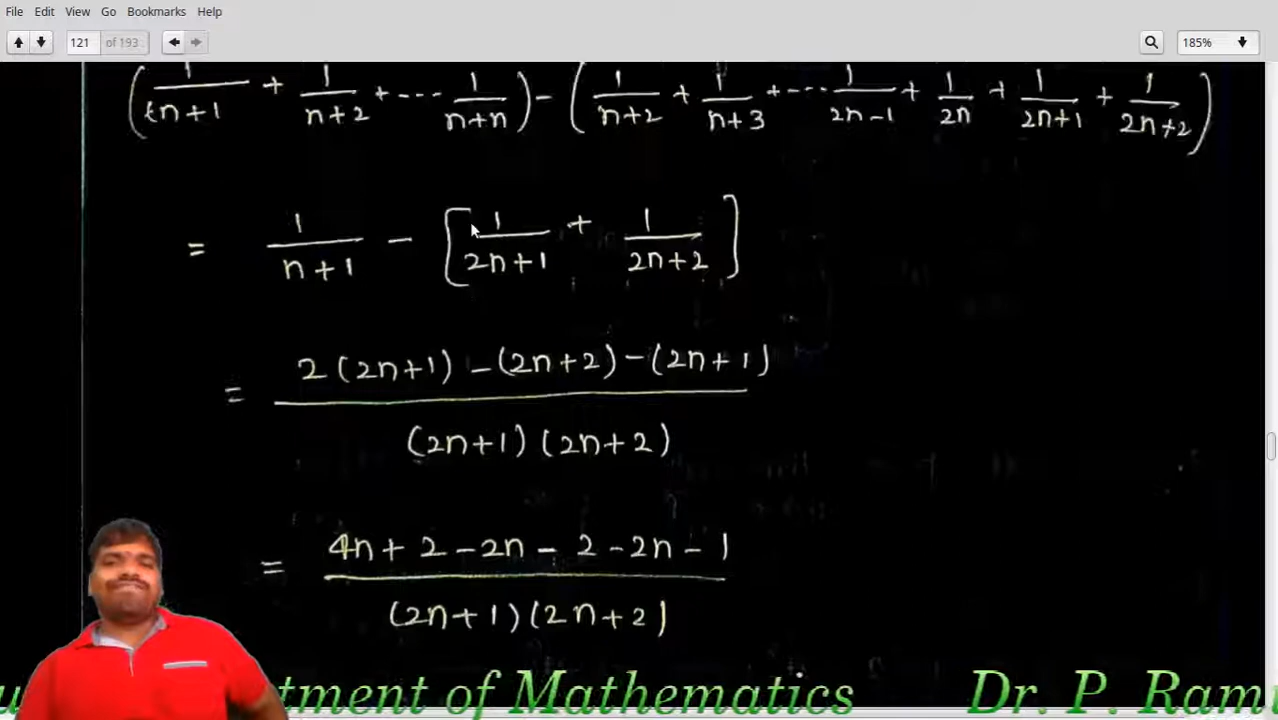 File Edit View Go Bookmarks Help
121 of 193 185%
(1/(n+1) + 1/(n+2) + ---- 1/(n+n)) - (1/(n+2) + 1/(n+3) + ---- 1/(2n-1) + 1/2n + 1/(2n+1) + 1/(2n+2))
= 1/(n+1) - [1/(2n+1) + 1/(2n+2)]
= (2(2n+1) - (2n+2) - (2n+1))/((2n+1)(2n+2))
= (4n+2-2n-2-2n-1)/((2n+1)(2n+2))
tment of Mathematics Dr. P. Ram